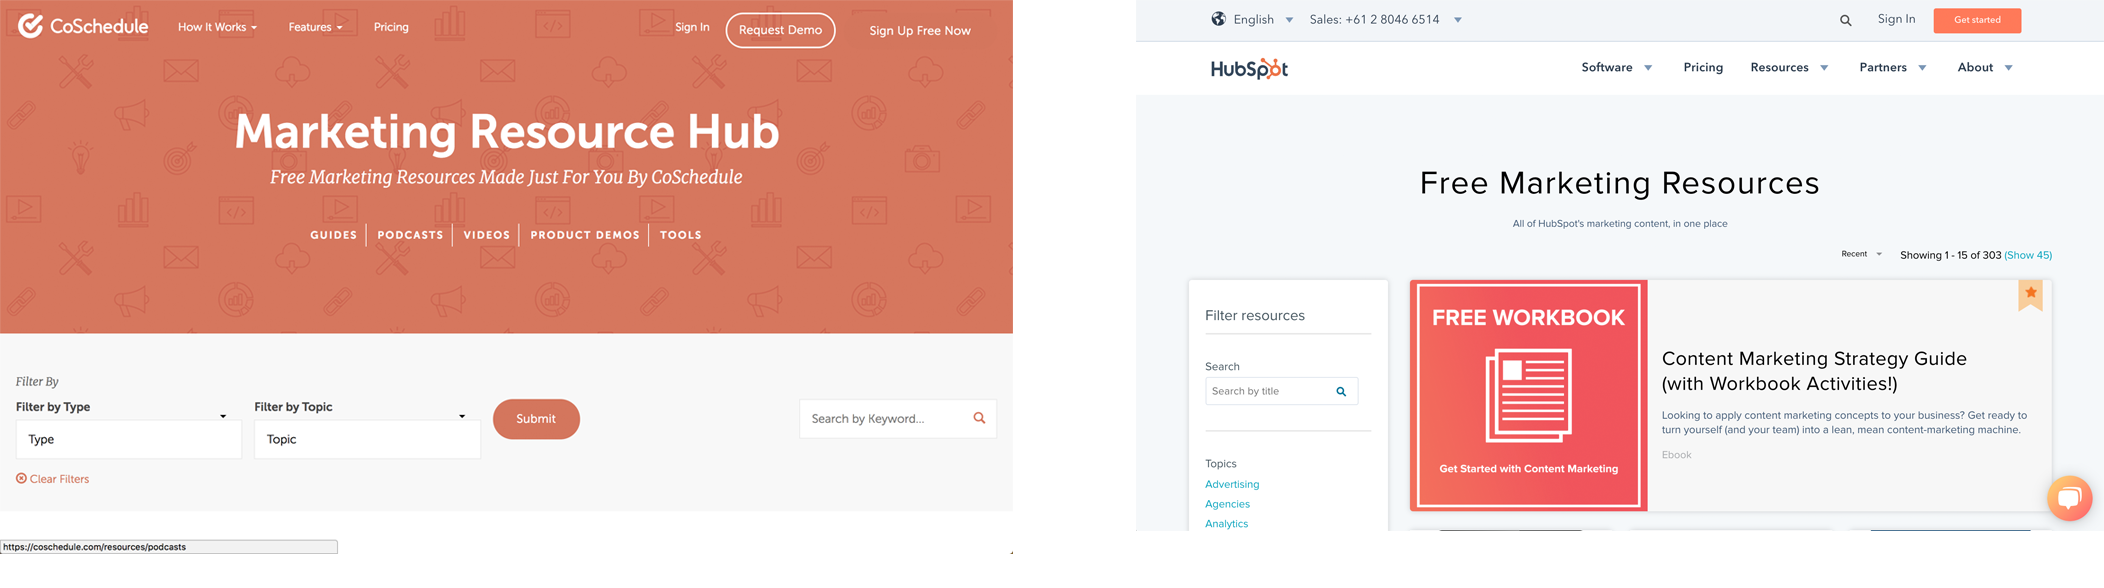 CoSchedule
How It Works
Features
Pricing
Sign In
Request Demo
Sign Up Free Now
Marketing Resource Hub
Free Marketing Resources Made Just For You By CoSchedule
GUIDES
PODCASTS
VIDEOS
PRODUCT DEMOS
TOOLS
Filter By
Filter by Type
Filter by Topic
Type
Topic
Submit
Search by Keyword...
Clear Filters
https://coschedule.com/resources/podcasts
English
Sales: +61 2 8046 6514
Sign In
Get started
HubSpot
Software
Pricing
Resources
Partners
About
Free Marketing Resources
All of HubSpot's marketing content, in one place
Recent
Showing 1 - 15 of 303 (Show 45)
Filter resources
Search
Search by title
Topics
Advertising
Agencies
Analytics
FREE WORKBOOK
Get Started with Content Marketing
Content Marketing Strategy Guide
(with Workbook Activities!)
Looking to apply content marketing concepts to your business? Get ready to
turn yourself (and your team) into a lean, mean content-marketing machine.
Ebook